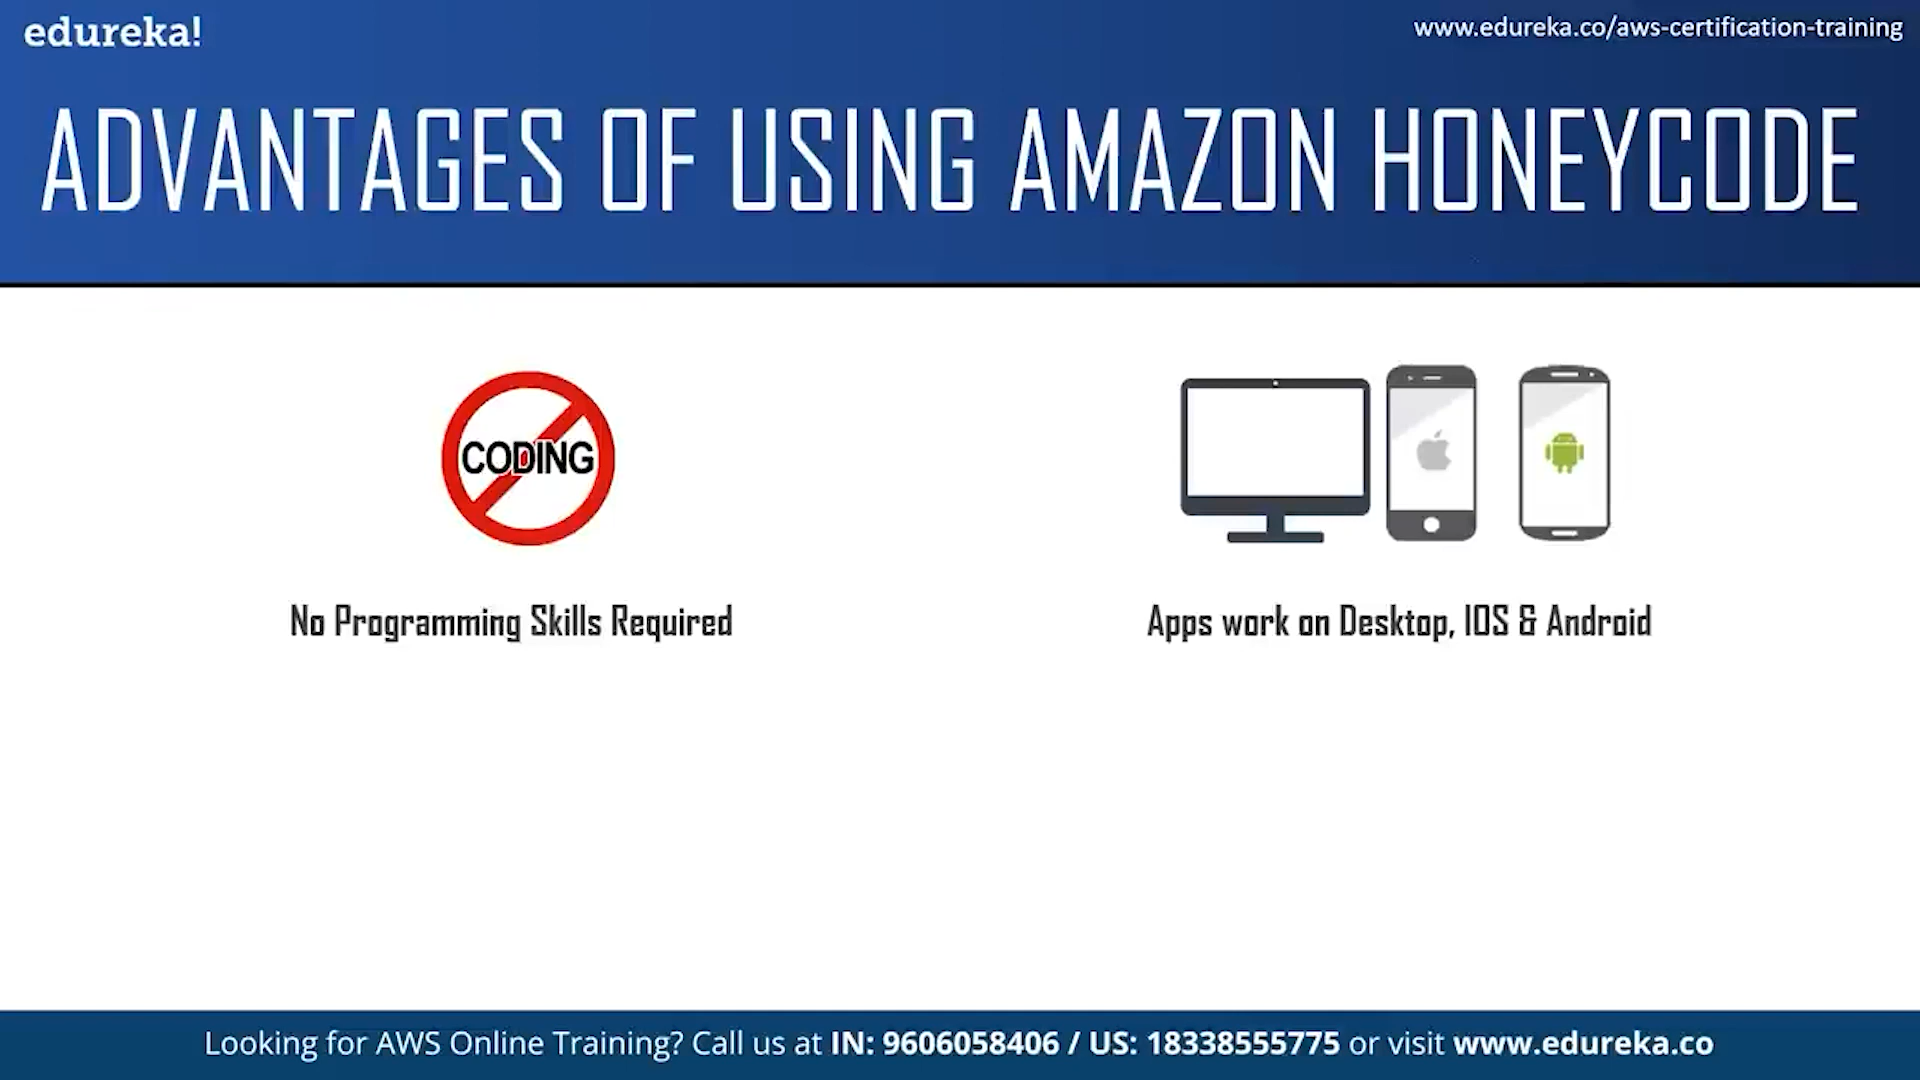 edureka!
www.edureka.co/aws-certification-training
ADVANTAGES OF USING AMAZON HONEYCODE
CODING
No Programming Skills Required
Apps work on Desktop, IOS & Android
Looking for AWS Online Training? Call us at IN: 9606058406 / US: 18338555775 or visit www.edureka.co